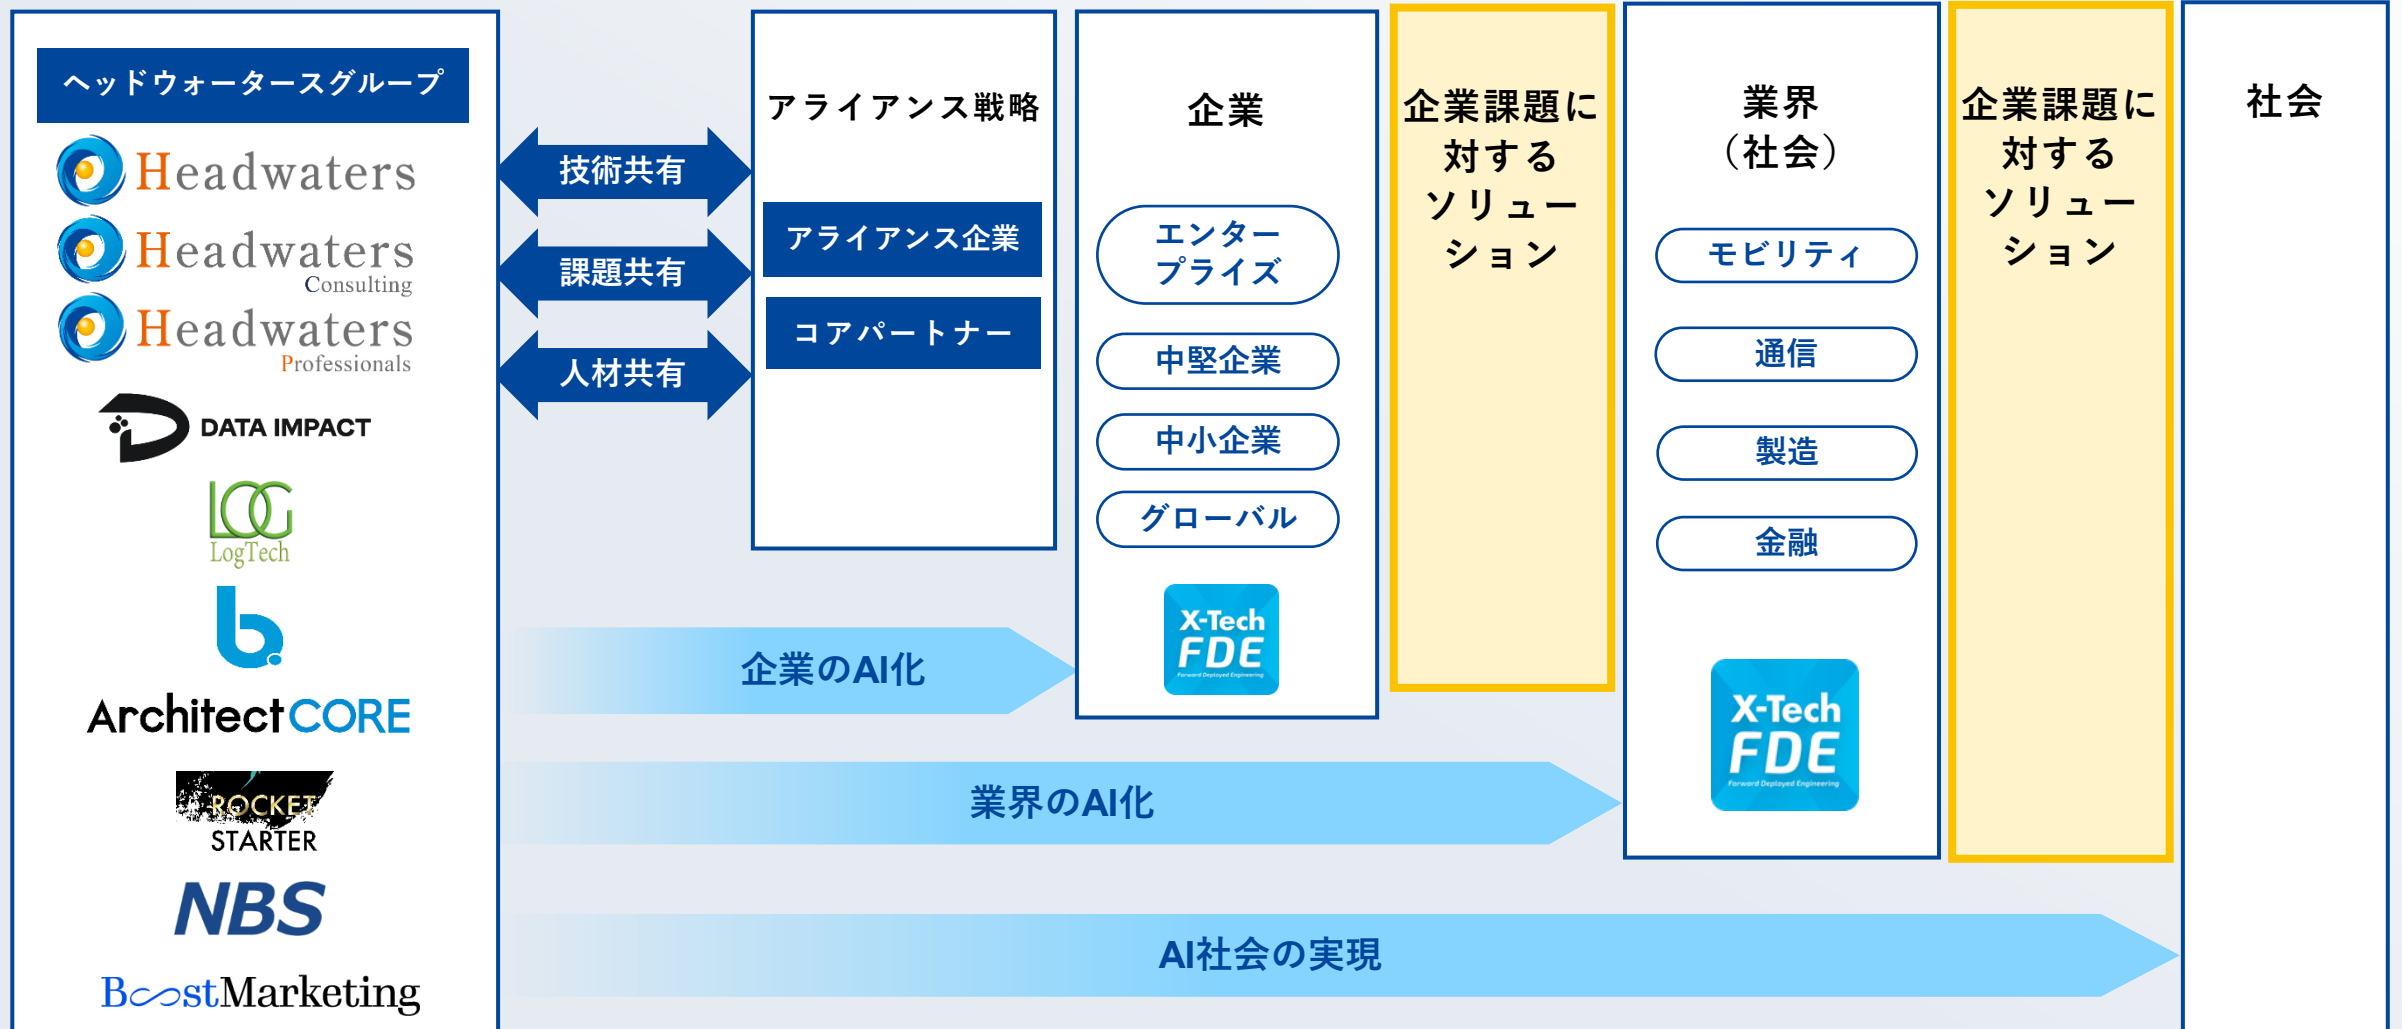 ヘッドウォータースグループ
Headwaters
Headwaters
Consulting
Headwaters
Professionals
DATA IMPACT
LOG
LogTech
b
ArchitectCORE
ROCKET
STARTER
NBS
BoostMarketing
技術共有
課題共有
人材共有
アライアンス戦略
アライアンス企業
コアパートナー
企業
エンター
プライズ
中堅企業
中小企業
グローバル
X-Tech
FDE
Forward Deployed Engineering
企業課題に
対する
ソリュー
ション
業界
（社会）
モビリティ
通信
製造
金融
X-Tech
FDE
Forward Deployed Engineering
企業課題に
対する
ソリュー
ション
社会
企業のAI化
業界のAI化
AI社会の実現